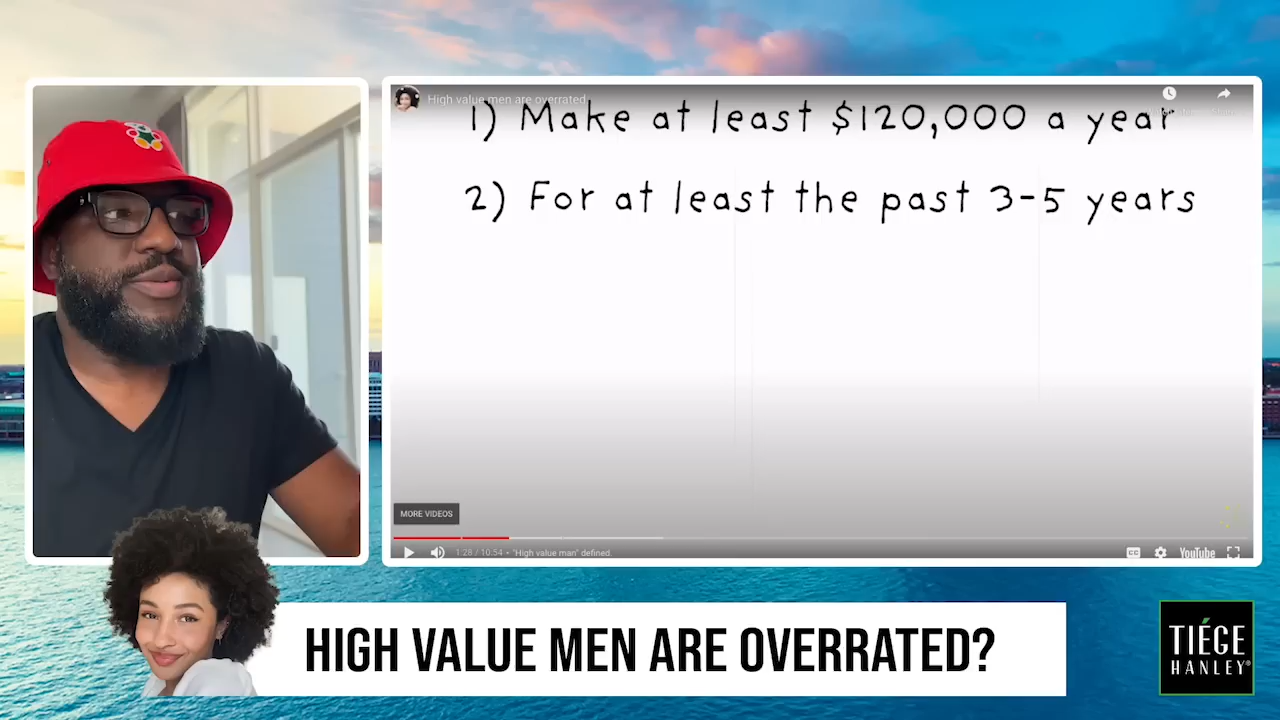 High value men are overrated.
1) Make at least $120,000 a year
2) For at least the past 3-5 years
MORE VIDEOS
1:28 / 10:54 • "High value man" defined.
CC
YouTube
HIGH VALUE MEN ARE OVERRATED?
TIÉGE
HANLEY®